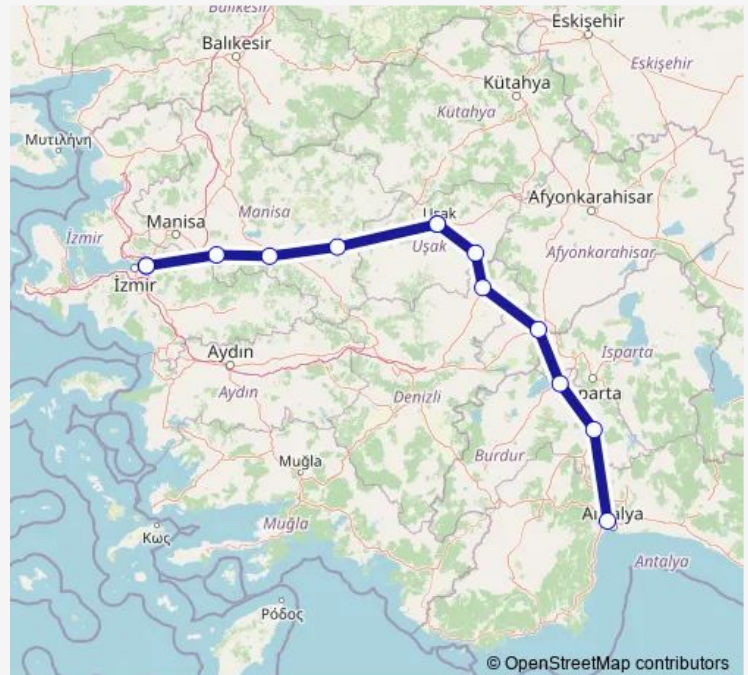 Balıkesir
Eskişehir
Balıkesir
Eskişehir
Kütahya
Kütahya
Μυτιλήνη
Afyonkarahisar
Manisa
Manisa
Uşak
İzmir
Uşak
Afyonkarahisar
İzmir
Aydın
Isparta
Aydın
Denizli
parta
Burdur
Muğla
Antalya
Muğla
Κως
Antalya
Ρόδος
© OpenStreetMap contributors